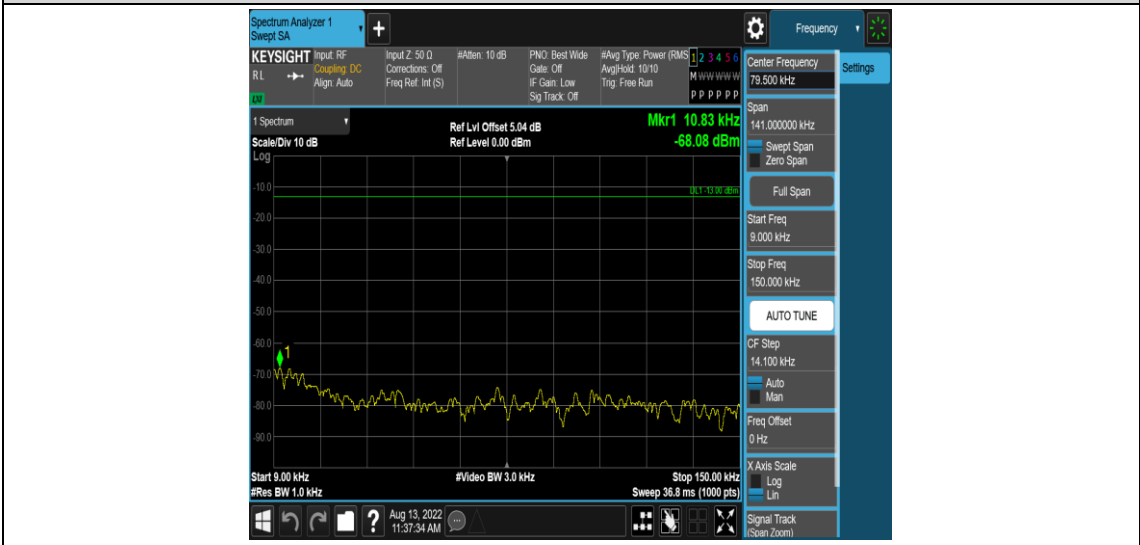 Spectrum Analyzer 1
Swept SA
+
Frequency
KEYSIGHT
RL
LXI
Input: RF
Coupling: DC
Align: Auto
Input Z: 50 Ω
Corrections: Off
Freq Ref: Int (S)
#Atten: 10 dB
PNO: Best Wide
Gate: Off
IF Gain: Low
Sig Track: Off
#Avg Type: Power (RMS
Avg|Hold: 10/10
Trig: Free Run
1 2 3 4 5 6
M W W W W W
P P P P P P
1 Spectrum
Scale/Div 10 dB
Log
Ref Lvl Offset 5.04 dB
Ref Level 0.00 dBm
Mkr1 10.83 kHz
-68.08 dBm
DL1 -13.00 dBm
-10.0
-20.0
-30.0
-40.0
-50.0
-60.0
-70.0
-80.0
-90.0
1
Start 9.00 kHz
#Video BW 3.0 kHz
Stop 150.00 kHz
#Res BW 1.0 kHz
Sweep 36.8 ms (1000 pts)
?
Aug 13, 2022
11:37:34 AM
Center Frequency
79.500 kHz
Settings
Span
141.000000 kHz
Swept Span
Zero Span
Full Span
Start Freq
9.000 kHz
Stop Freq
150.000 kHz
AUTO TUNE
CF Step
14.100 kHz
Auto
Man
Freq Offset
0 Hz
X Axis Scale
Log
Lin
Signal Track
(Span Zoom)